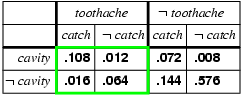 toothache ¬ toothache
catch ¬ catch catch ¬ catch
cavity .108 .012 .072 .008
¬ cavity .016 .064 .144 .576